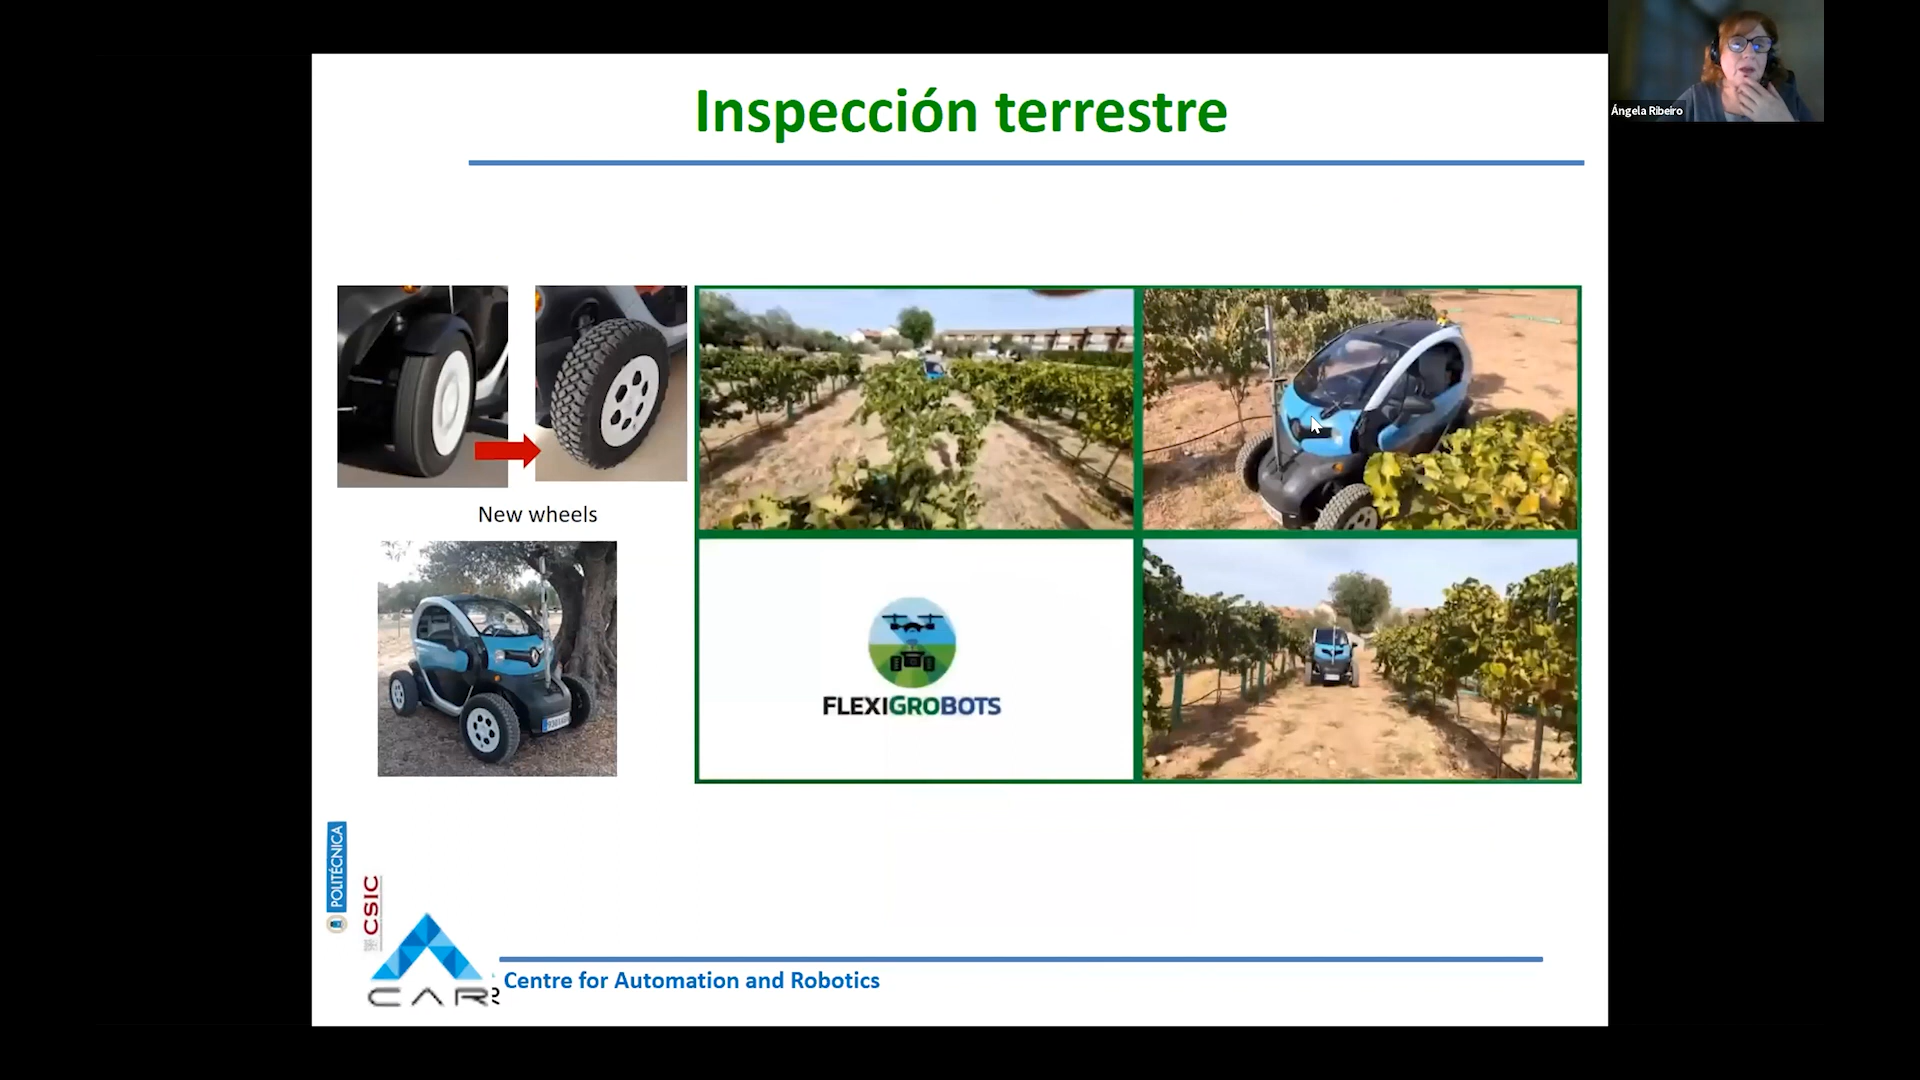 Inspección terrestre
Ángela Ribeiro
New wheels
FLEXIGROBOTS
POLITÉCNICA
CSIC
CAR
Centre for Automation and Robotics